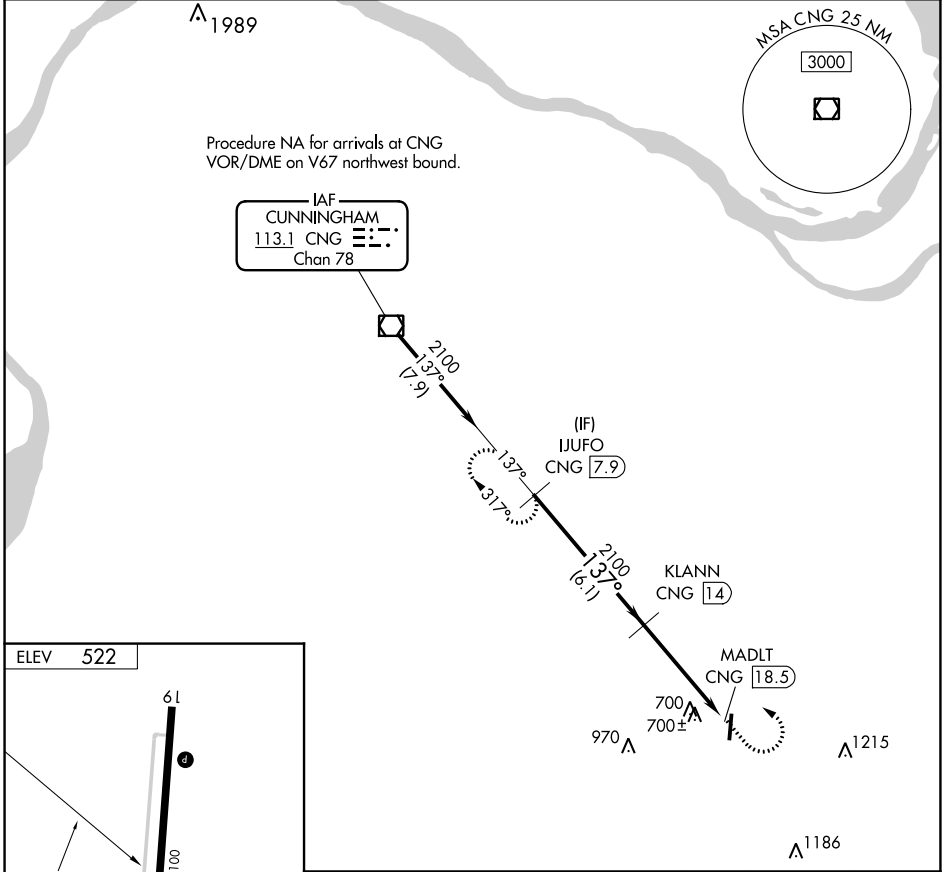 1989
MSA CNG 25 NM
3000
Procedure NA for arrivals at CNG
VOR/DME on V67 northwest bound.
IAF
CUNNINGHAM
113.1 CNG
Chan 78
2100
137°
(7.9)
(IF)
IJUFO
CNG 7.9
137°
317°
2100
137°
(6.1)
KLANN
CNG 14
MADLT
CNG 18.5
700
700±
970
1215
1186
ELEV 522
19
P
100